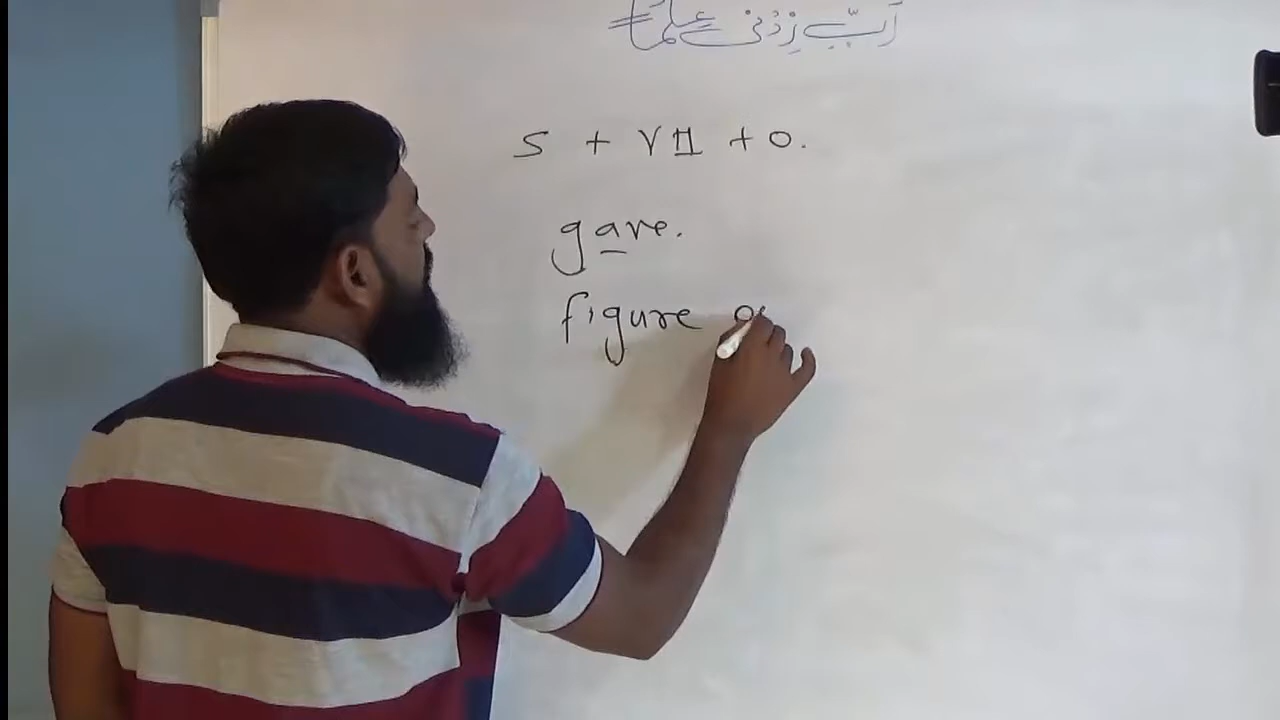 رَبِّ زِدْنِي عِلْمًا
S + V II + O.
gave.
figure